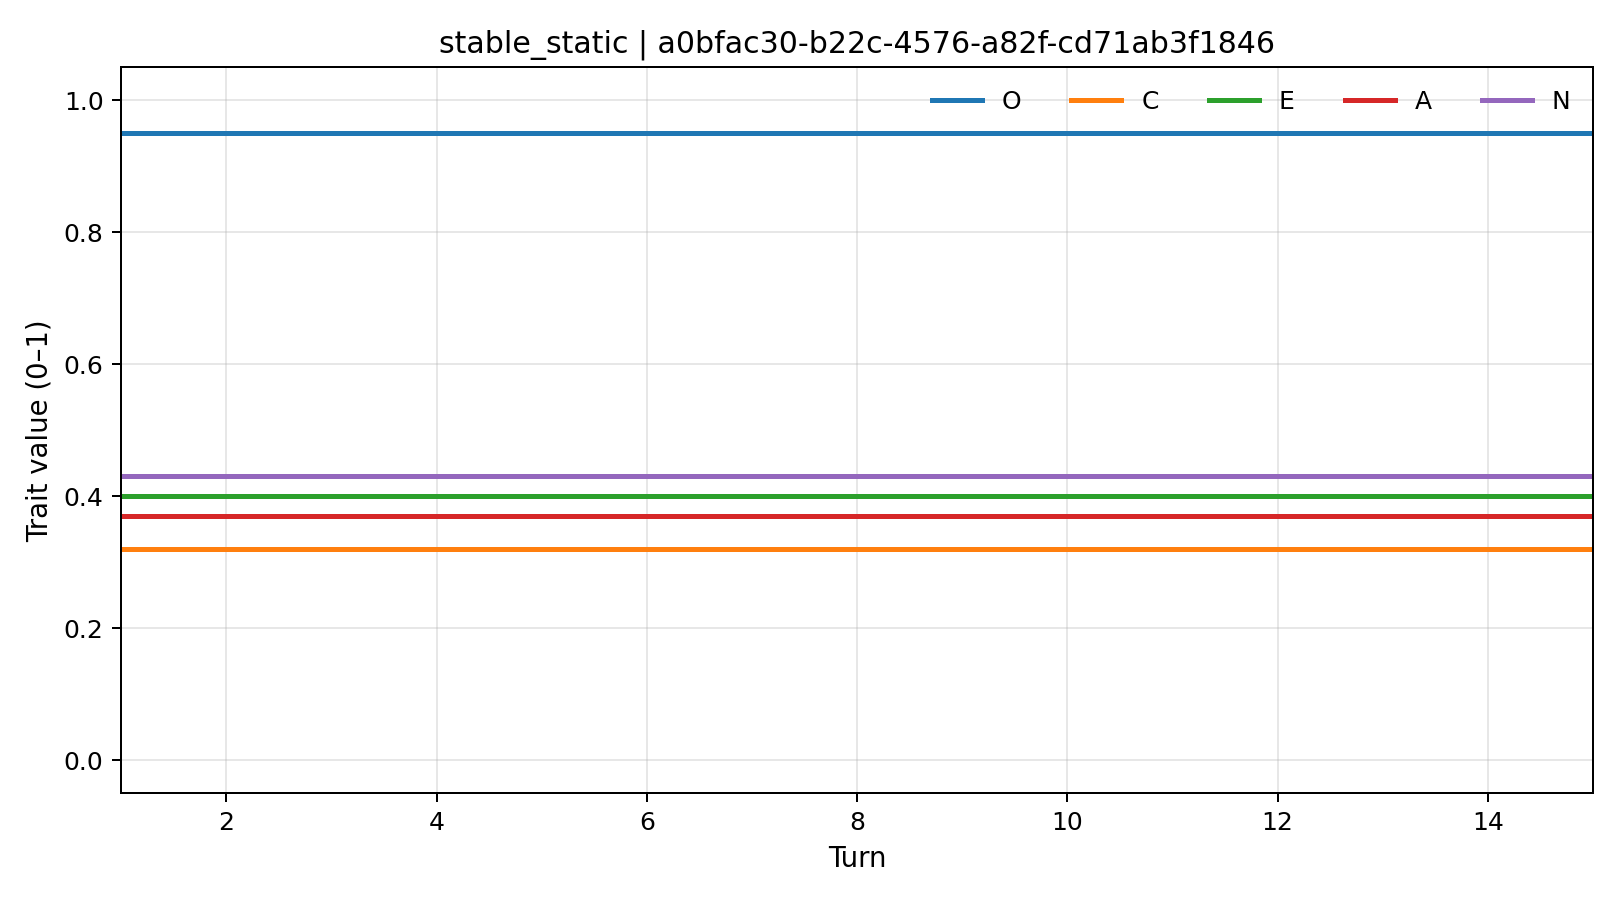 stable_static | a0bfac30-b22c-4576-a82f-cd71ab3f1846
O C E A N
1.0
0.8
0.6
0.4
0.2
0.0
Trait value (0–1)
2 4 6 8 10 12 14
Turn